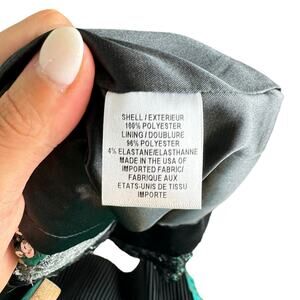 SHELL/EXTERIEUR
100% POLYESTER
LINING/DOUBLURE
96% POLYESTER
4% ELASTANE/ELASTHANNE
MADE IN THE USA OF
IMPORTED FABRIC/
FABRIQUE AUX
ETATS-UNIS DE TISSU
IMPORTE